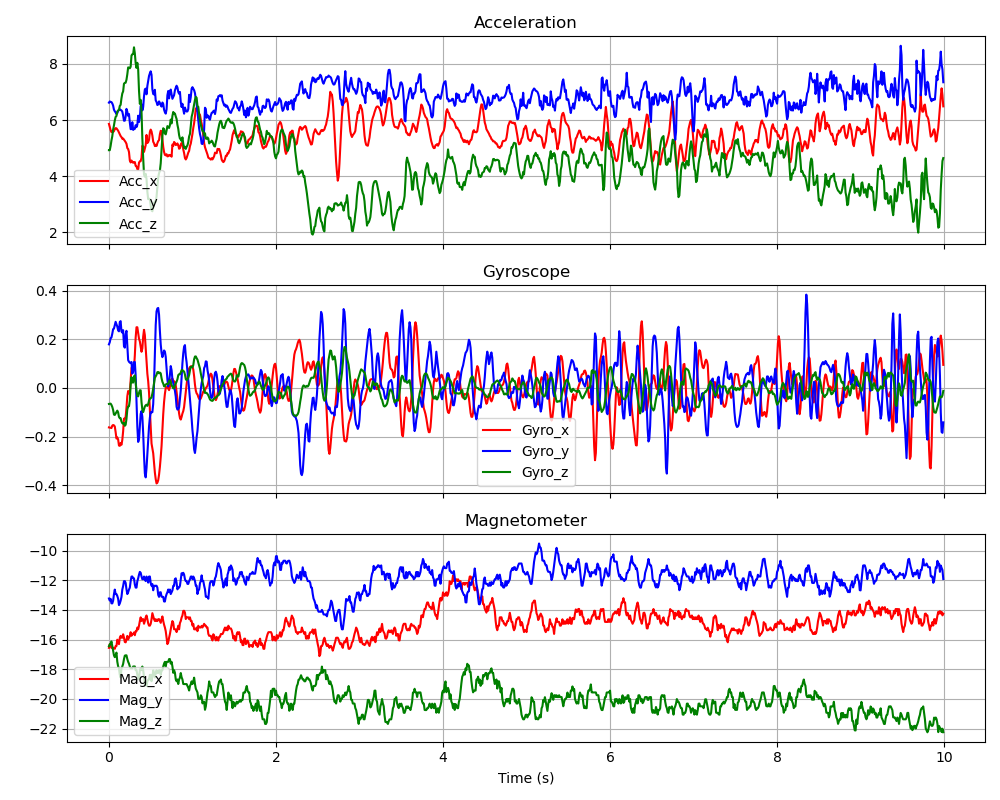 Acceleration
8
6
4
2
Acc_x
Acc_y
Acc_z
Gyroscope
0.4
0.2
0.0
−0.2
−0.4
Gyro_x
Gyro_y
Gyro_z
Magnetometer
−10
−12
−14
−16
−18
−20
−22
Mag_x
Mag_y
Mag_z
0 2 4 6 8 10
Time (s)